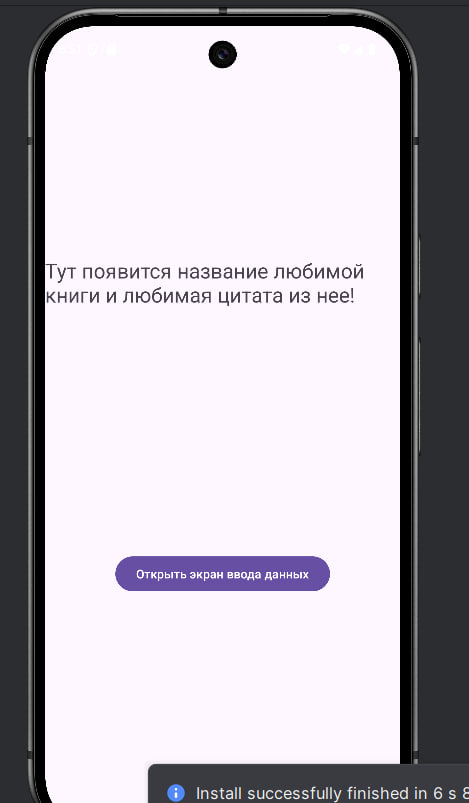 Тут появится название любимой
книги и любимая цитата из нее!
Открыть экран ввода данных
Install successfully finished in 6 s 8